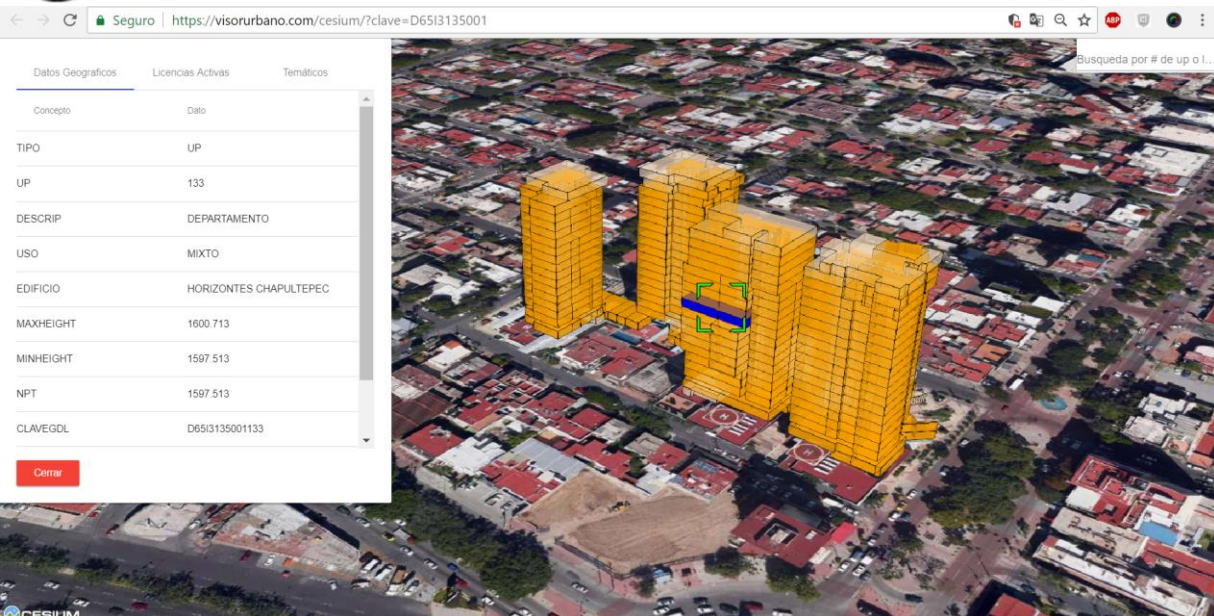 Seguro
https://visorurbano.com/cesium/?clave=D65I3135001
ABP
Busqueda por # de up o l...
Datos Geograficos Licencias Activas Temáticos
Concepto Dato
TIPO UP
UP 133
DESCRIP DEPARTAMENTO
USO MIXTO
EDIFICIO HORIZONTES CHAPULTEPEC
MAXHEIGHT 1600.713
MINHEIGHT 1597.513
NPT 1597.513
CLAVEGDL D65I3135001133
Cerrar
H
H
CESIUM